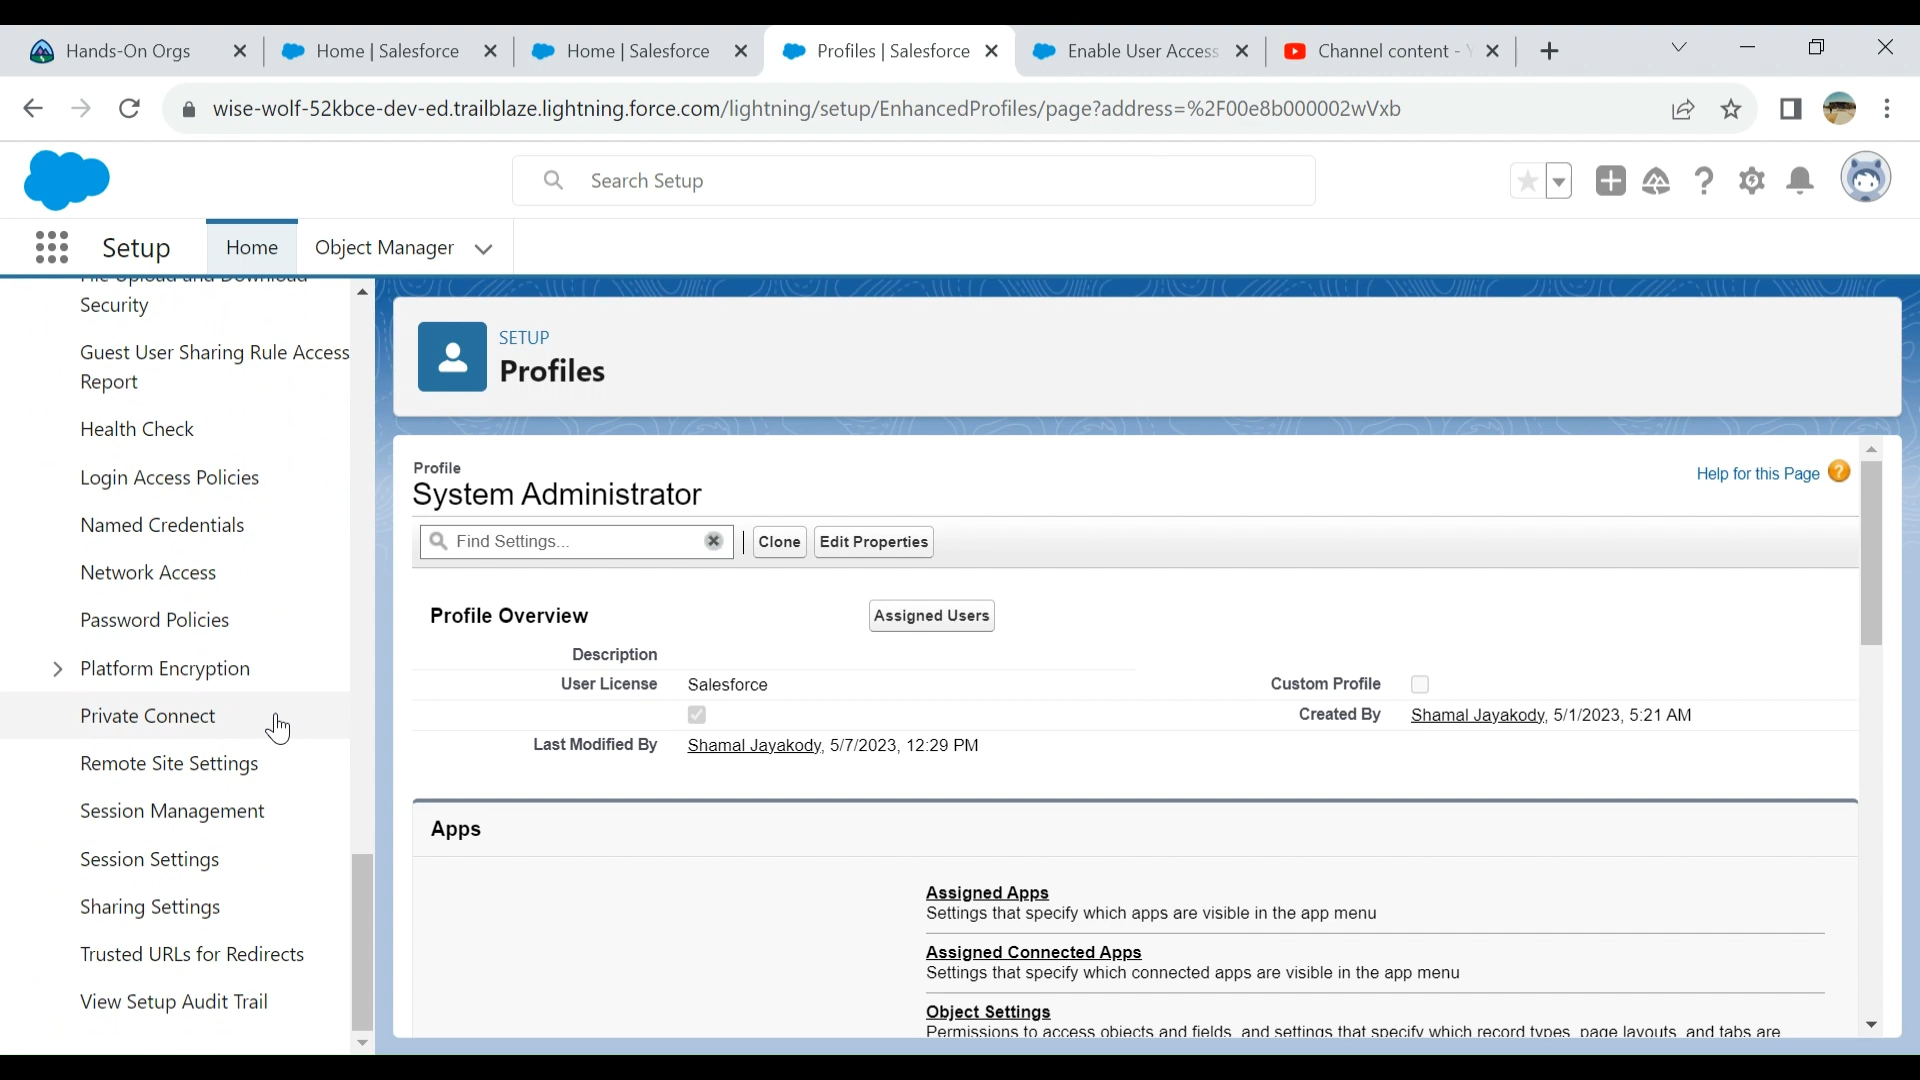 Hands-On Orgs
Home | Salesforce
Home | Salesforce
Profiles | Salesforce
Enable User Access
Channel content -
wise-wolf-52kbce-dev-ed.trailblaze.lightning.force.com/lightning/setup/EnhancedProfiles/page?address=%2F00e8b000002wVxb
Search Setup
Setup
Home
Object Manager
File Upload and Download
Security
Guest User Sharing Rule Access
Report
Health Check
Login Access Policies
Named Credentials
Network Access
Password Policies
Platform Encryption
Private Connect
Remote Site Settings
Session Management
Session Settings
Sharing Settings
Trusted URLs for Redirects
View Setup Audit Trail
SETUP
Profiles
Profile
System Administrator
Help for this Page
Find Settings...
Clone
Edit Properties
Profile Overview
Assigned Users
Description
User License Salesforce
Custom Profile
Created By Shamal Jayakody, 5/1/2023, 5:21 AM
Last Modified By Shamal Jayakody, 5/7/2023, 12:29 PM
Apps
Assigned Apps
Settings that specify which apps are visible in the app menu
Assigned Connected Apps
Settings that specify which connected apps are visible in the app menu
Object Settings
Permissions to access objects and fields, and settings that specify which record types, page layouts, and tabs are